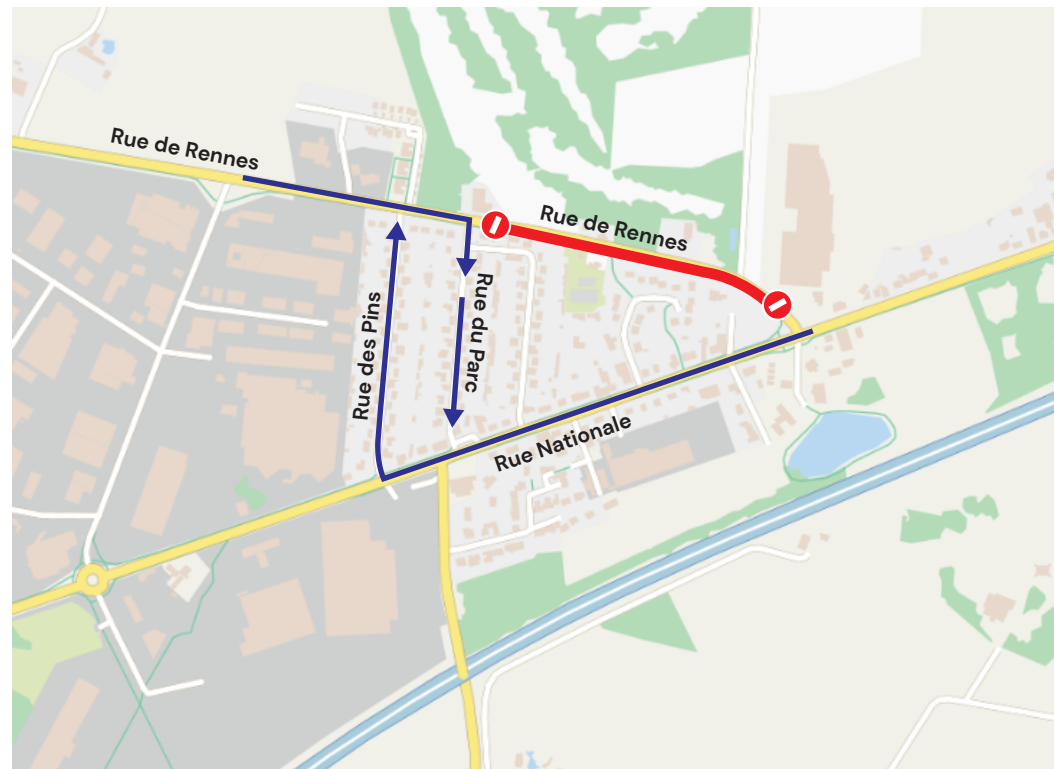 Rue de Rennes
Rue de Rennes
Rue des Pins
Rue du Parc
Rue Nationale